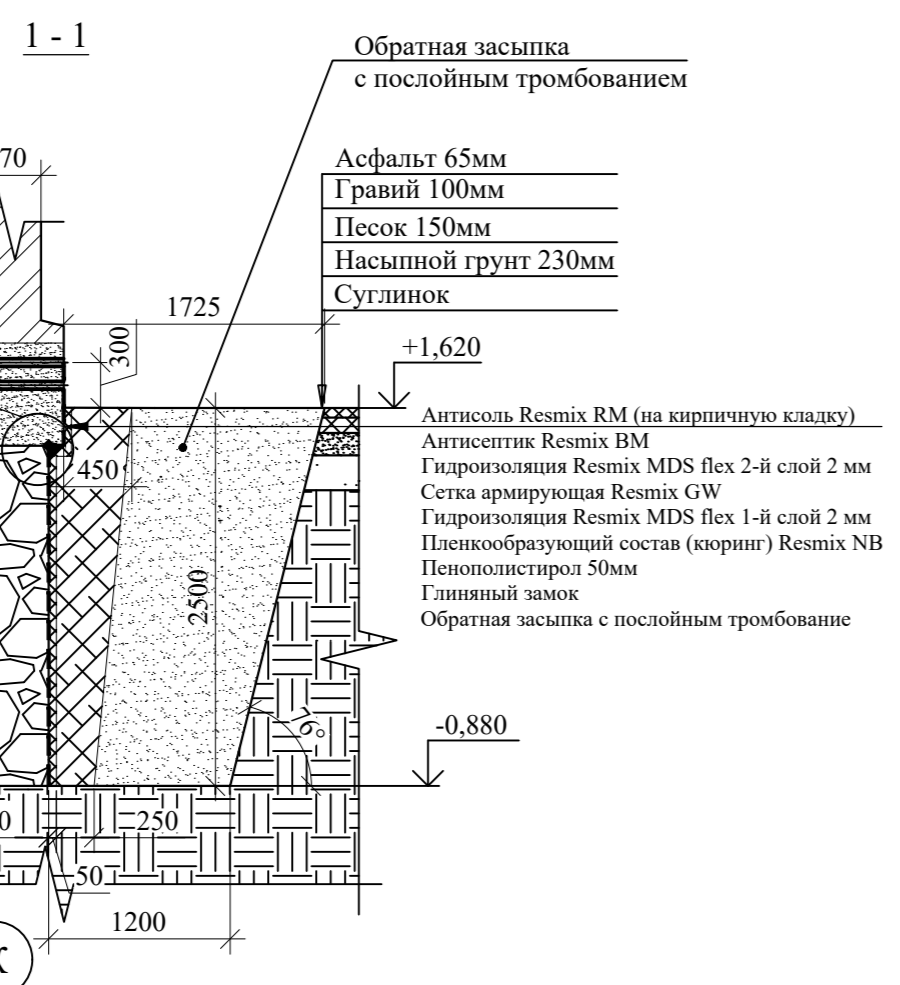 1 - 1
Обратная засыпка
с послойным тромбованием
70
Асфальт 65мм
Гравий 100мм
Песок 150мм
Насыпной грунт 230мм
Суглинок
1725
300
+1,620
Антисоль Resmix RM (на кирпичную кладку)
Антисептик Resmix BM
Гидроизоляция Resmix MDS flex 2-й слой 2 мм
Сетка армирующая Resmix GW
Гидроизоляция Resmix MDS flex 1-й слой 2 мм
Пленкообразующий состав (кюринг) Resmix NB
Пенополистирол 50мм
Глиняный замок
Обратная засыпка с послойным тромбование
450
2500
76°
-0,880
0
250
50
1200